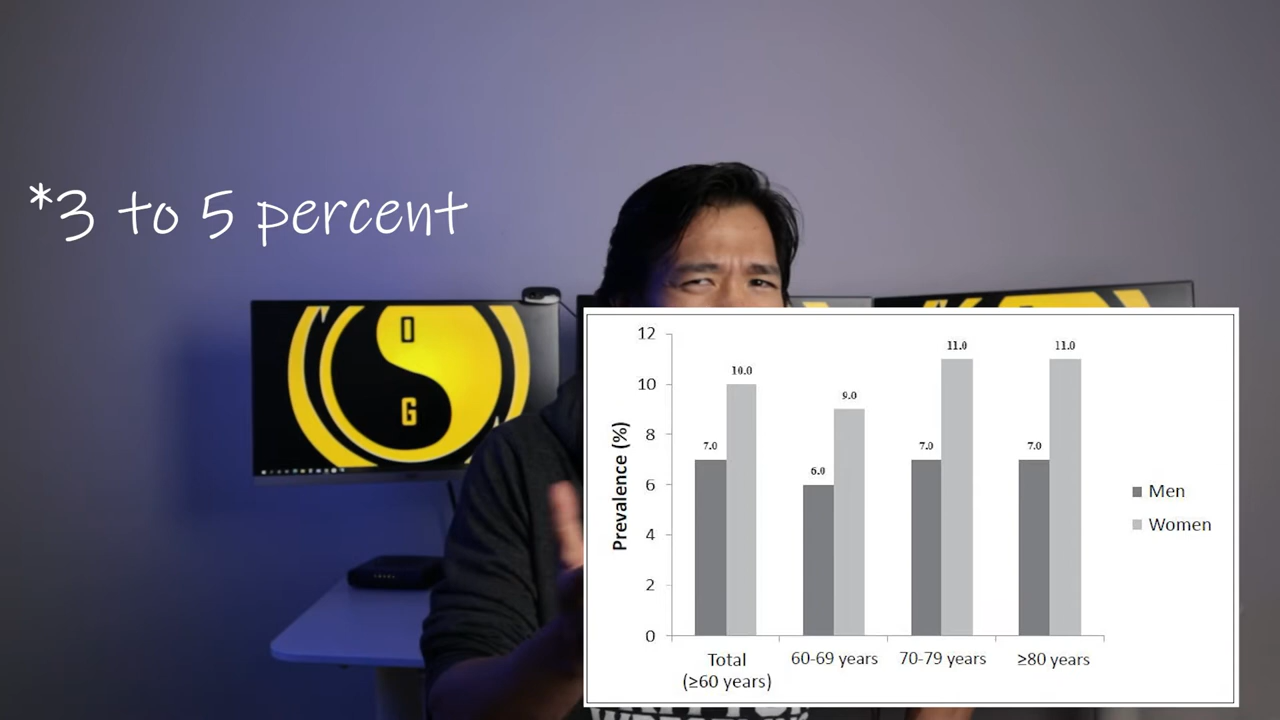 *3 to 5 percent
O
G
12
10
8
6
4
2
0
Prevalence (%)
7.0
10.0
6.0
9.0
7.0
11.0
7.0
11.0
Total
(≥60 years)
60-69 years
70-79 years
≥80 years
Men
Women